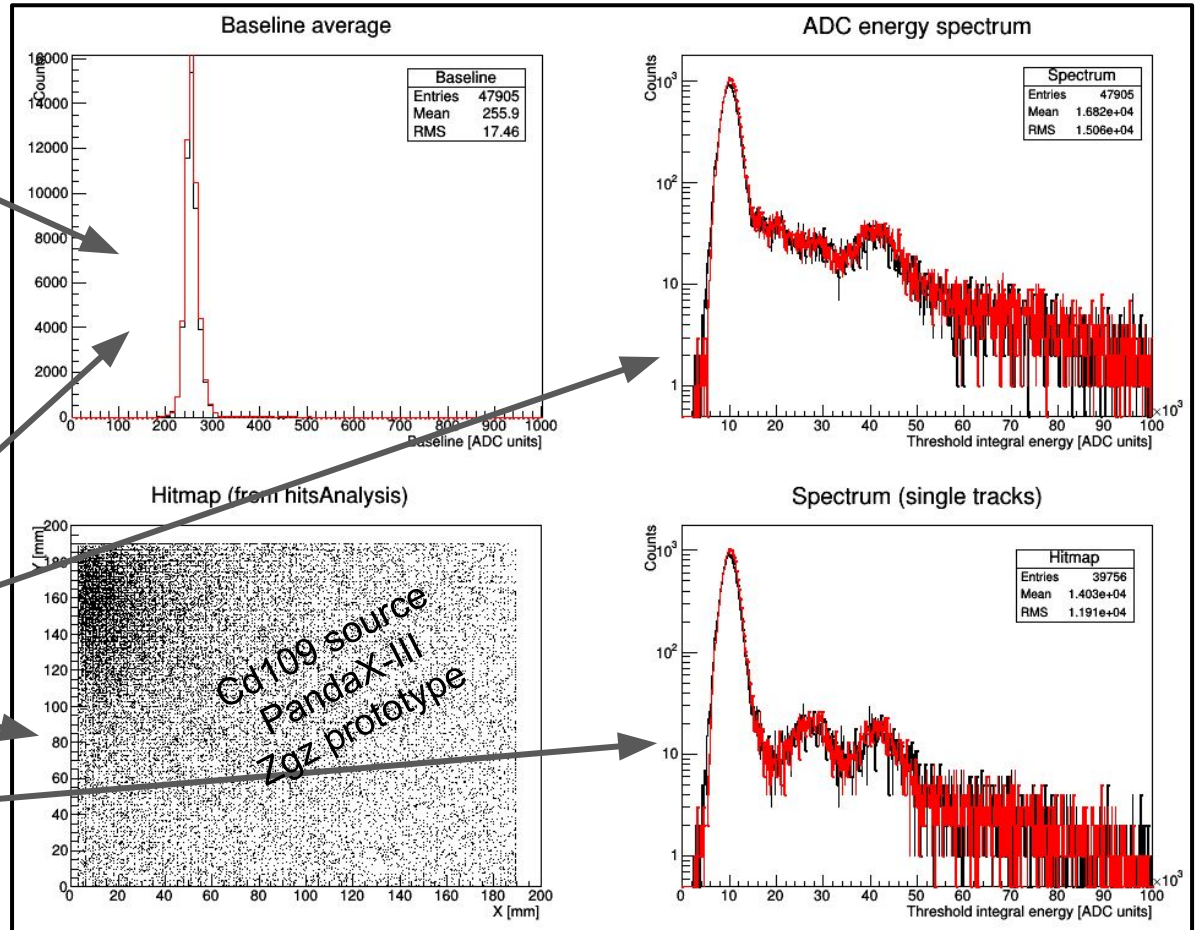 Baseline average
Counts
16000
14000
12000
10000
8000
6000
4000
2000
0
Baseline
Entries 47905
Mean 255.9
RMS 17.46
0 100 200 300 400 500 600 700 800 900 1000
Baseline [ADC units]
ADC energy spectrum
Counts
10³
10²
10
1
Spectrum
Entries 47905
Mean 1.682e+04
RMS 1.506e+04
10 20 30 40 50 60 70 80 90 100
×10³
Threshold integral energy [ADC units]
Hitmap (from hitsAnalysis)
Y [mm]
200
180
160
140
120
100
80
60
40
20
0
Cd109 source
PandaX-III
Zgz prototype
0 20 40 60 80 100 120 140 160 180 200
X [mm]
Spectrum (single tracks)
Counts
10³
10²
10
1
Hitmap
Entries 39756
Mean 1.403e+04
RMS 1.191e+04
10 20 30 40 50 60 70 80 90 100
×10³
Threshold integral energy [ADC units]